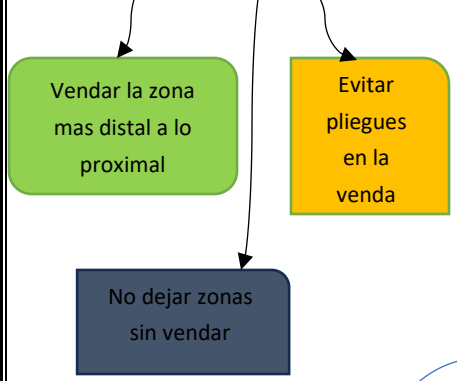 Vendar la zona
mas distal a lo
proximal
Evitar
pliegues
en la
venda
No dejar zonas
sin vendar